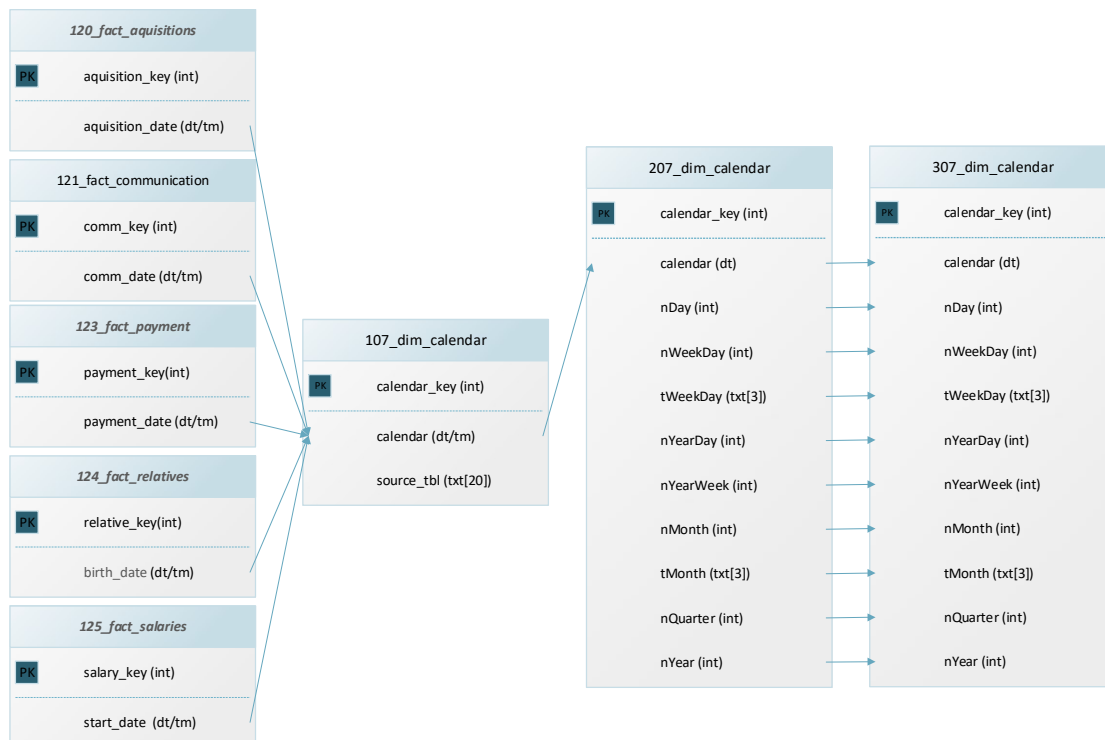 120_fact_aquisitions
PK aquisition_key (int)
aquisition_date (dt/tm)
121_fact_communication
PK comm_key (int)
comm_date (dt/tm)
123_fact_payment
PK payment_key(int)
payment_date (dt/tm)
124_fact_relatives
PK relative_key(int)
birth_date (dt/tm)
125_fact_salaries
PK salary_key (int)
start_date (dt/tm)
107_dim_calendar
PK calendar_key (int)
calendar (dt/tm)
source_tbl (txt[20])
207_dim_calendar
PK calendar_key (int)
calendar (dt)
nDay (int)
nWeekDay (int)
tWeekDay (txt[3])
nYearDay (int)
nYearWeek (int)
nMonth (int)
tMonth (txt[3])
nQuarter (int)
nYear (int)
307_dim_calendar
PK calendar_key (int)
calendar (dt)
nDay (int)
nWeekDay (int)
tWeekDay (txt[3])
nYearDay (int)
nYearWeek (int)
nMonth (int)
tMonth (txt[3])
nQuarter (int)
nYear (int)